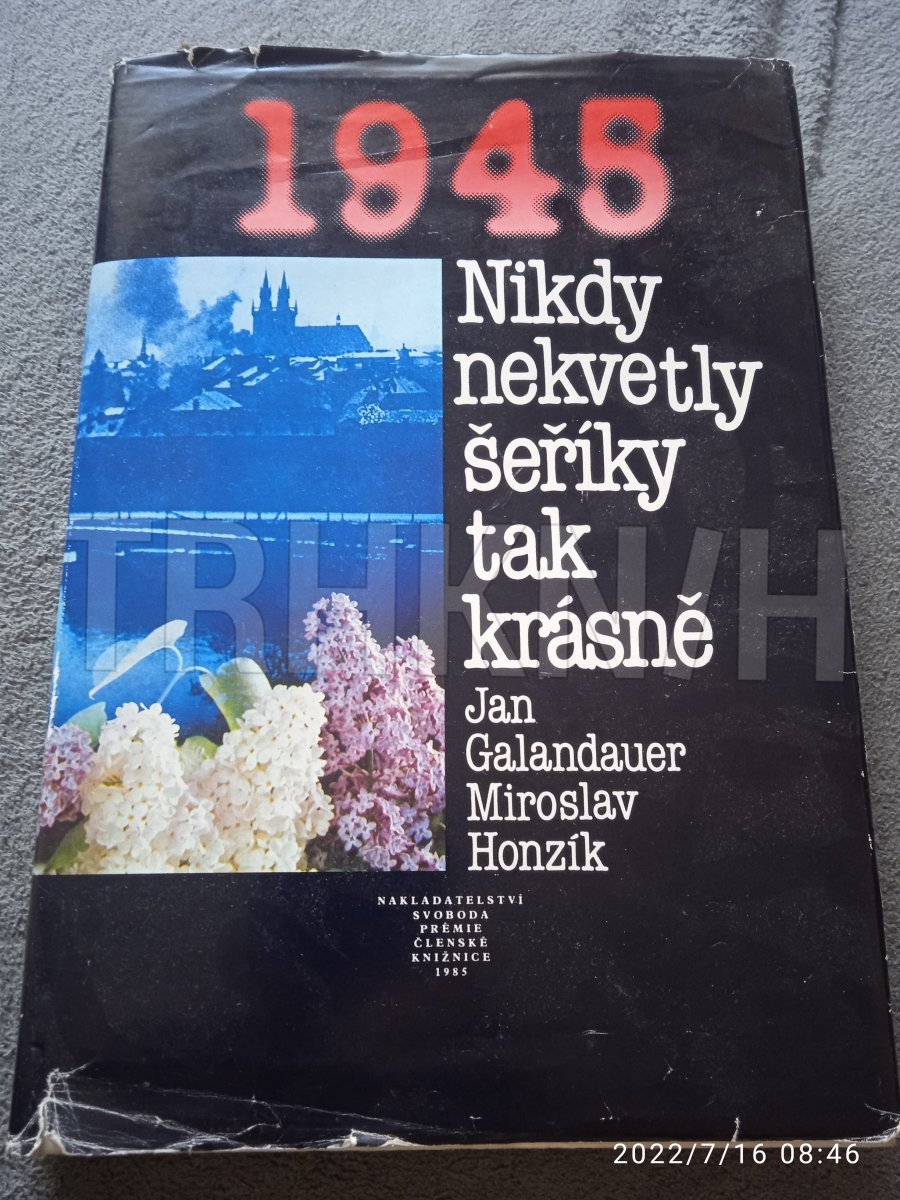 1945
Nikdy
nekvetly
šeříky
tak
krásně
Jan
Galandauer
Miroslav
Honzík
NAKLADATELSTVÍ
SVOBODA
PRÉMIE
ČLENSKÉ
KNIŽNICE
1985
TRHKNIH
2022/7/16 08:46